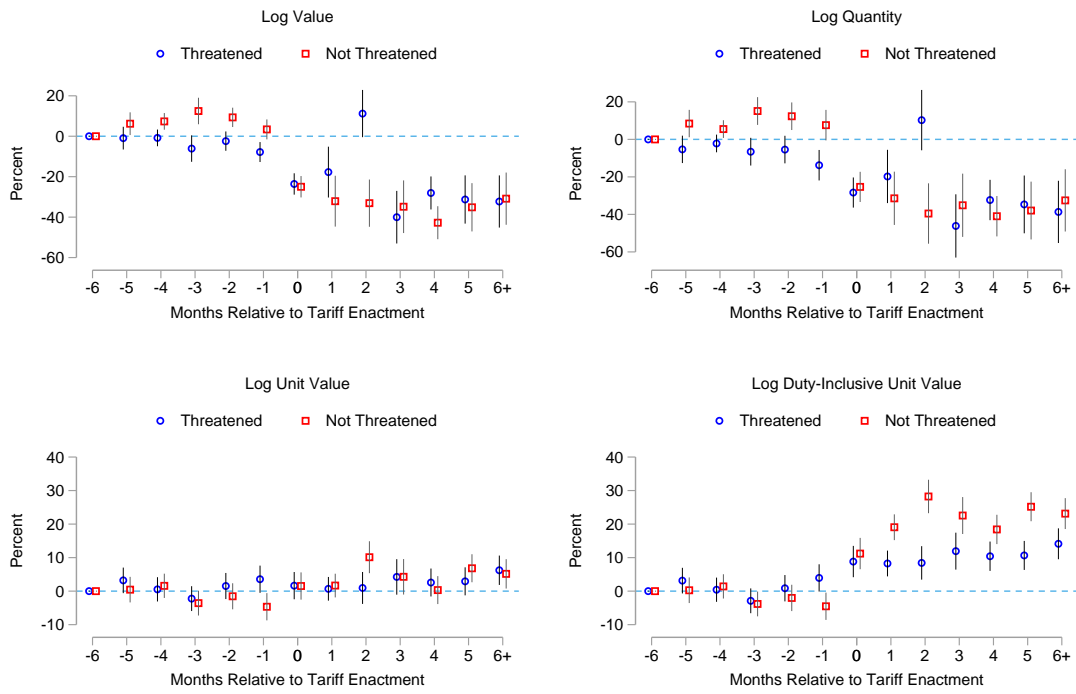 Log Value
Threatened Not Threatened
20
0
-20
-40
-60
Percent
-6 -5 -4 -3 -2 -1 0 1 2 3 4 5 6+
Months Relative to Tariff Enactment
Log Quantity
Threatened Not Threatened
20
0
-20
-40
-60
Percent
-6 -5 -4 -3 -2 -1 0 1 2 3 4 5 6+
Months Relative to Tariff Enactment
Log Unit Value
Threatened Not Threatened
40
30
20
10
0
-10
Percent
-6 -5 -4 -3 -2 -1 0 1 2 3 4 5 6+
Months Relative to Tariff Enactment
Log Duty-Inclusive Unit Value
Threatened Not Threatened
40
30
20
10
0
-10
Percent
-6 -5 -4 -3 -2 -1 0 1 2 3 4 5 6+
Months Relative to Tariff Enactment